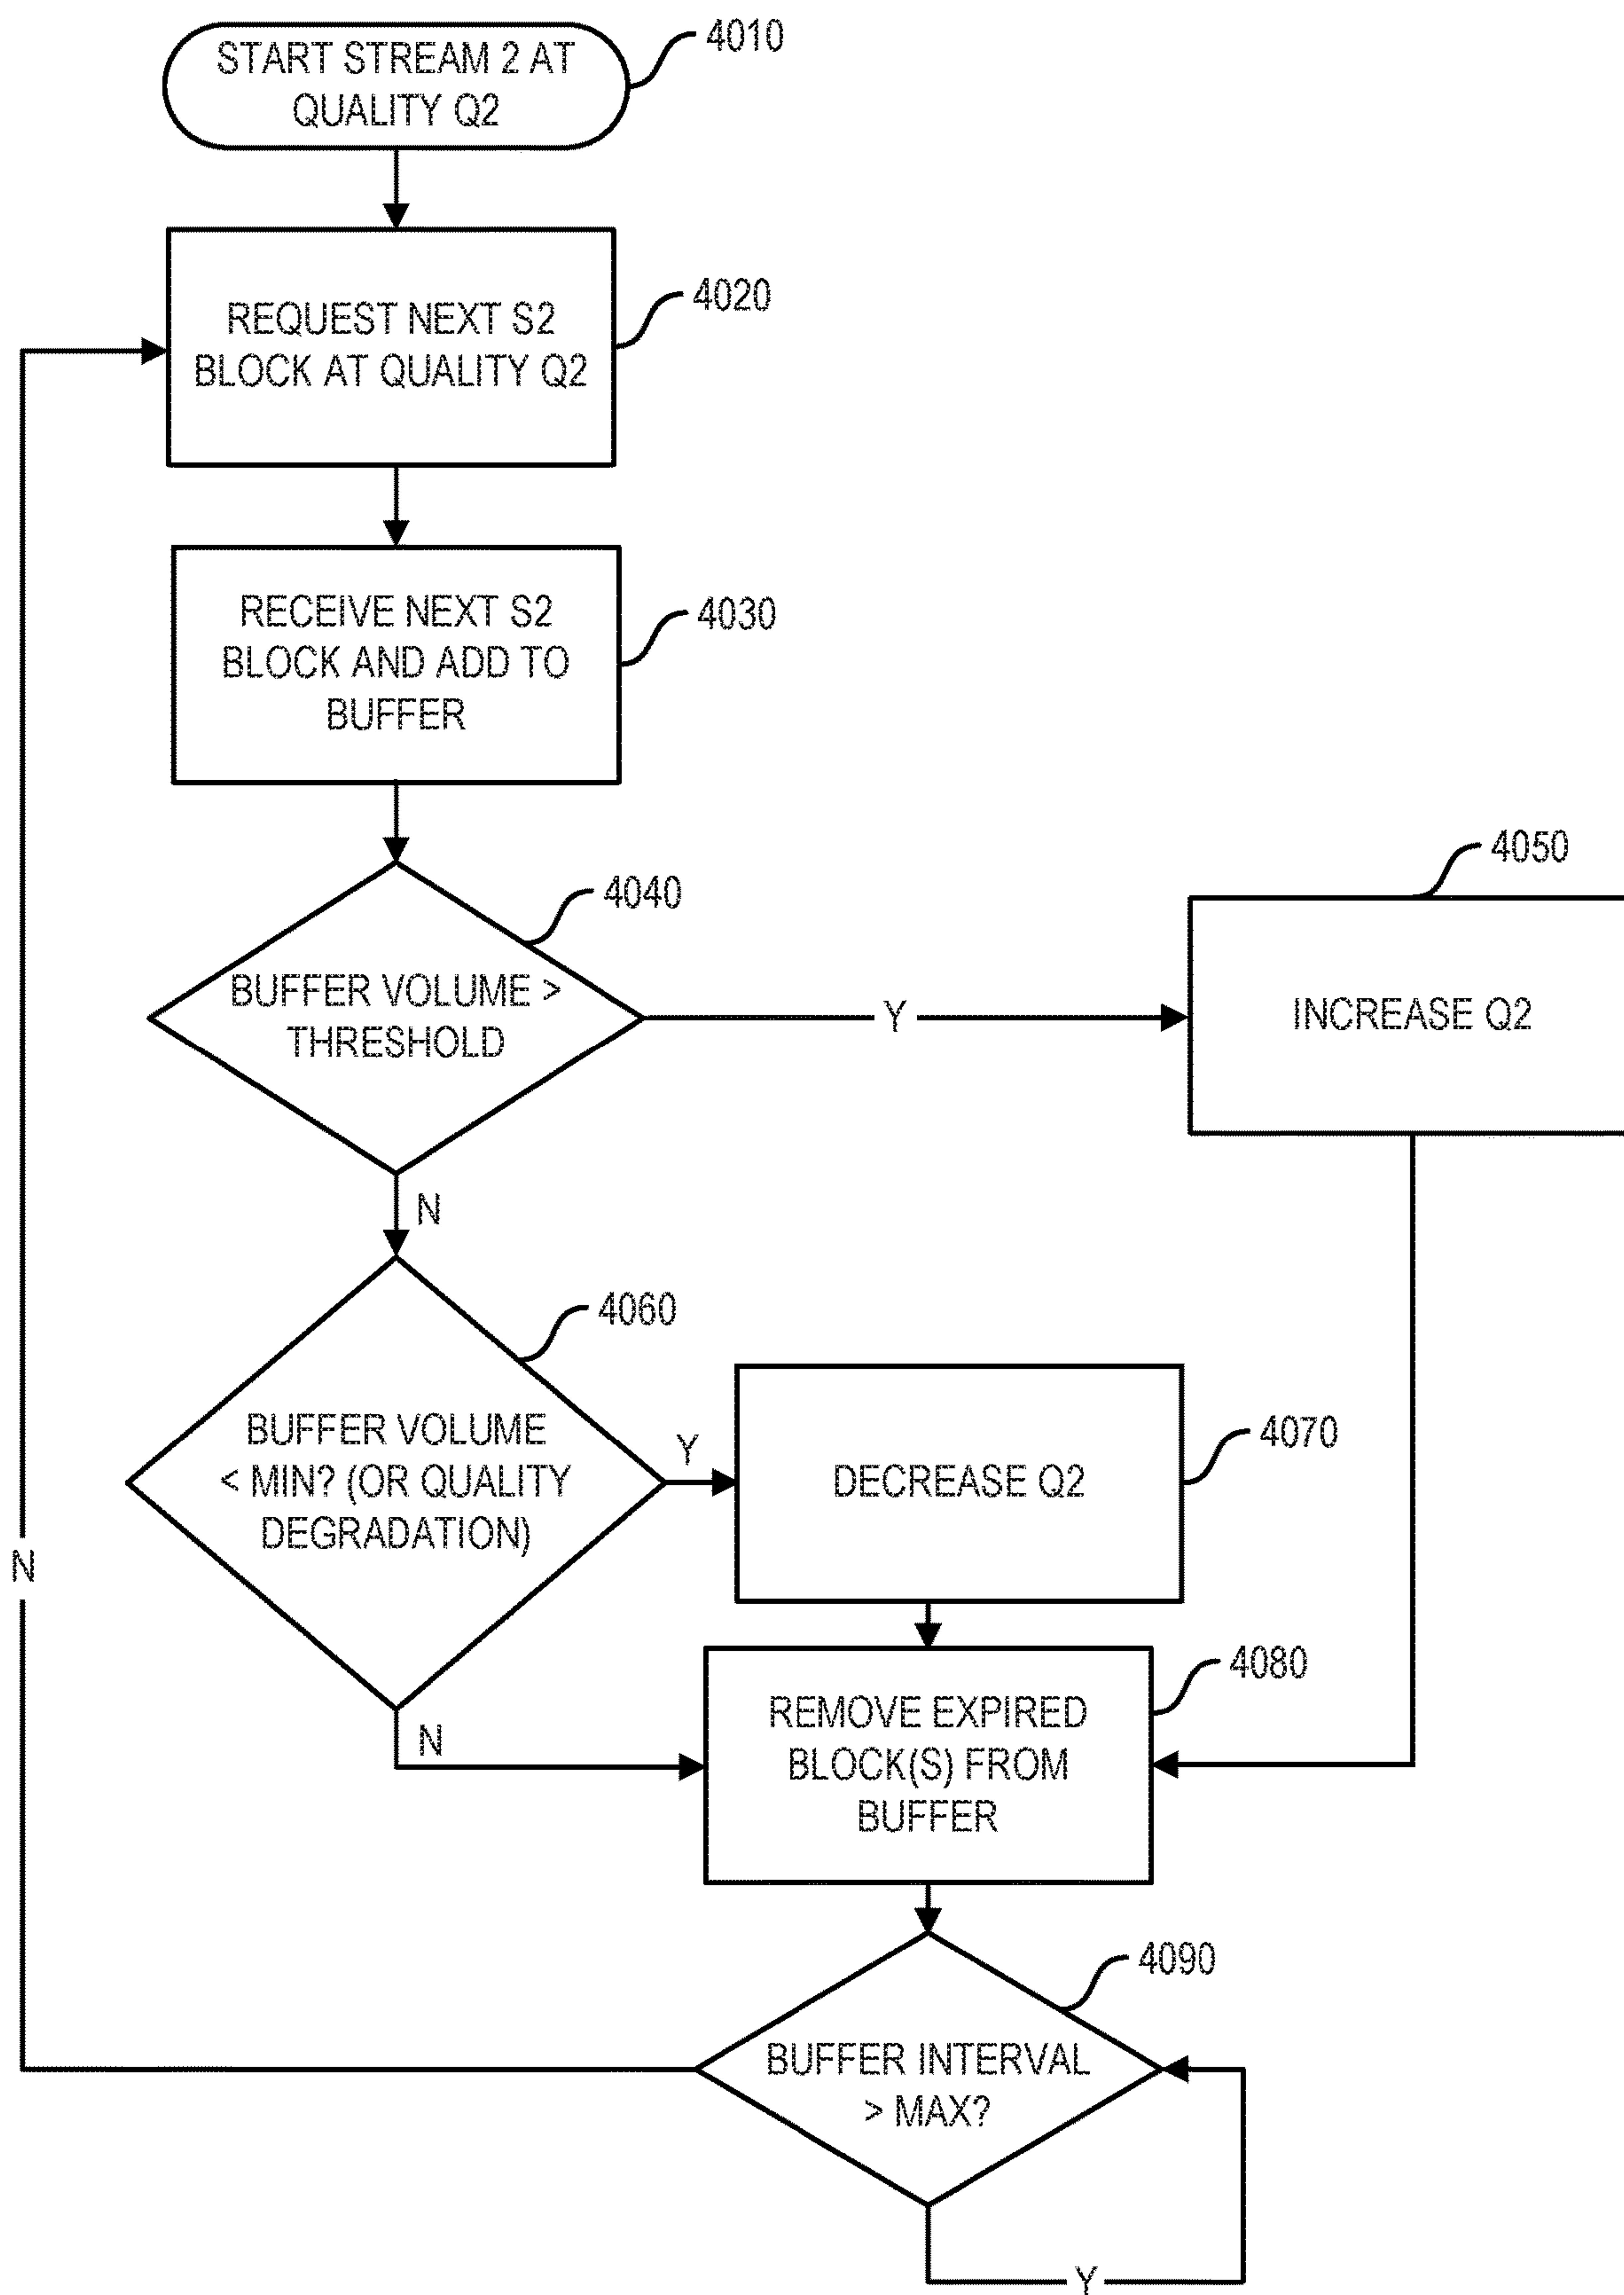 START STREAM 2 AT
QUALITY Q2
4010
REQUEST NEXT S2
BLOCK AT QUALITY Q2
4020
RECEIVE NEXT S2
BLOCK AND ADD TO
BUFFER
4030
BUFFER VOLUME >
THRESHOLD
4040
Y
INCREASE Q2
4050
N
BUFFER VOLUME
< MIN? (OR QUALITY
DEGRADATION)
4060
Y
DECREASE Q2
4070
N
REMOVE EXPIRED
BLOCK(S) FROM
BUFFER
4080
BUFFER INTERVAL
> MAX?
4090
N
Y